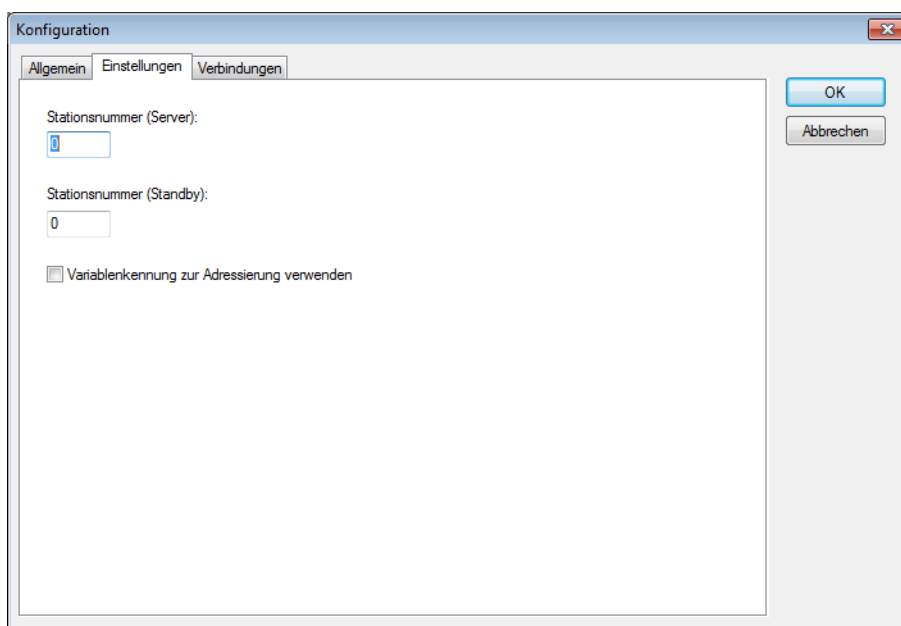 Konfiguration
Allgemein Einstellungen Verbindungen
OK
Abbrechen
Stationsnummer (Server):
0
Stationsnummer (Standby):
0
Variablenkennung zur Adressierung verwenden